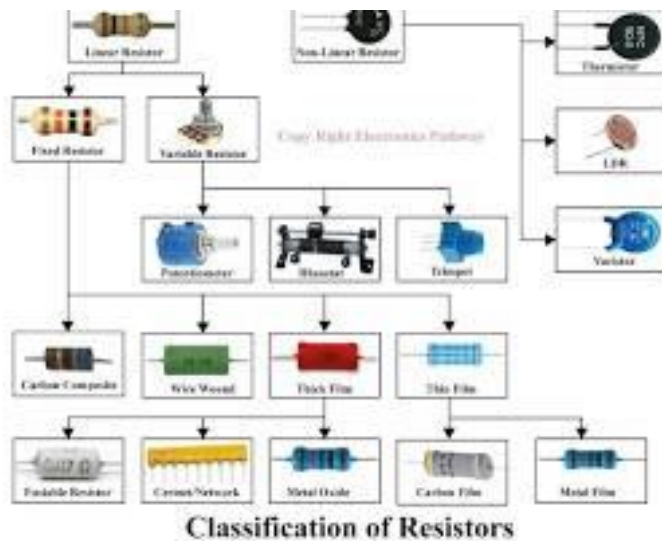 Linear Resistor
Non-Linear Resistor
Thermistor
Fixed Resistor
Variable Resistor
Copy Right Electronics Pathway
LDR
Potentiometer
Rheostat
Trimpot
Varistor
Carbon Composite
Wire Wound
Thick Film
Thin Film
Fusable Resistor
Cermet/Network
Metal Oxide
Carbon Film
Metal Film
Classification of Resistors